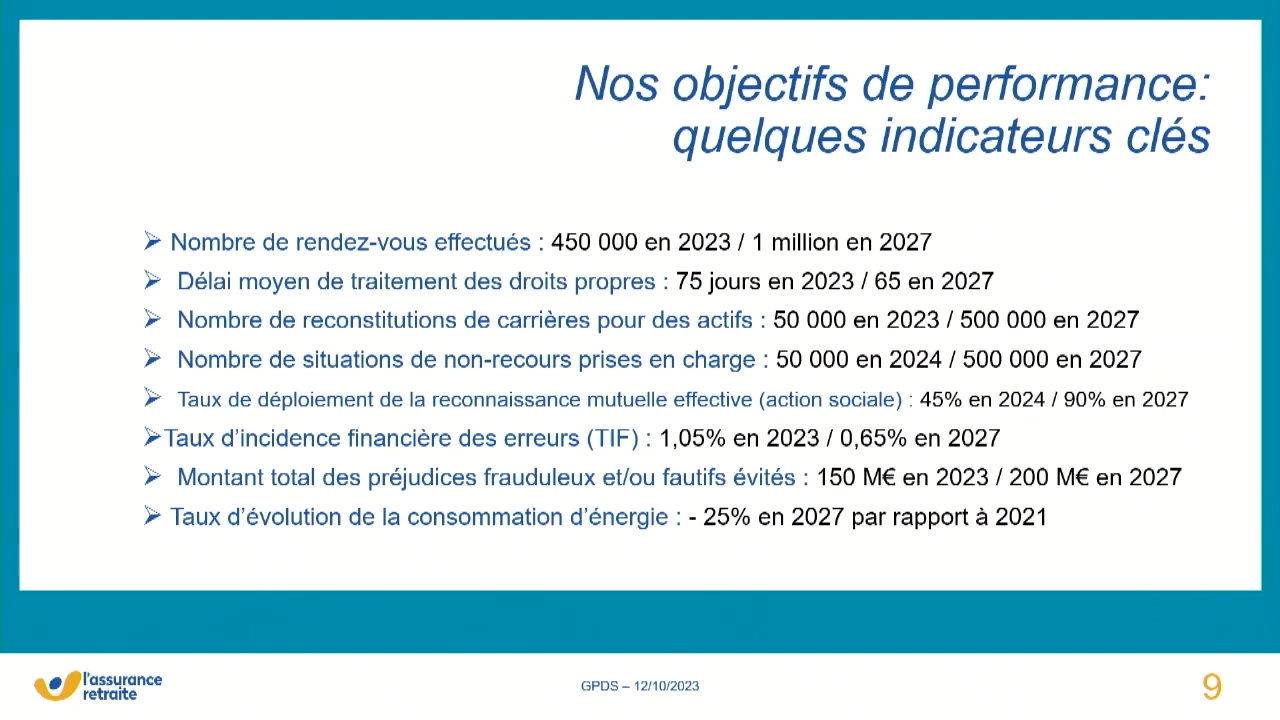 Nos objectifs de performance:
quelques indicateurs clés
➢ Nombre de rendez-vous effectués : 450 000 en 2023 / 1 million en 2027
➢ Délai moyen de traitement des droits propres : 75 jours en 2023 / 65 en 2027
➢ Nombre de reconstitutions de carrières pour des actifs : 50 000 en 2023 / 500 000 en 2027
➢ Nombre de situations de non-recours prises en charge : 50 000 en 2024 / 500 000 en 2027
➢ Taux de déploiement de la reconnaissance mutuelle effective (action sociale) : 45% en 2024 / 90% en 2027
➢Taux d’incidence financière des erreurs (TIF) : 1,05% en 2023 / 0,65% en 2027
➢ Montant total des préjudices frauduleux et/ou fautifs évités : 150 M€ en 2023 / 200 M€ en 2027
➢ Taux d’évolution de la consommation d’énergie : - 25% en 2027 par rapport à 2021
l’assurance
retraite
GPDS – 12/10/2023
9